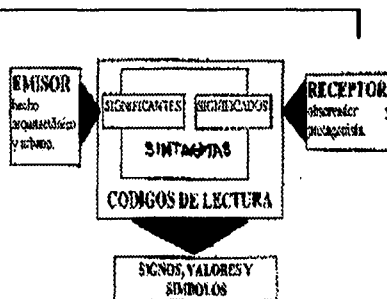 EMISOR
hecho
arquitectónico
y urbano.
SIGNIFICANTES
SIGNIFICADOS
SINTAGMAS
CODIGOS DE LECTURA
RECEPTOR
observador y
protagonista.
SIGNOS, VALORES Y
SIMBOLOS